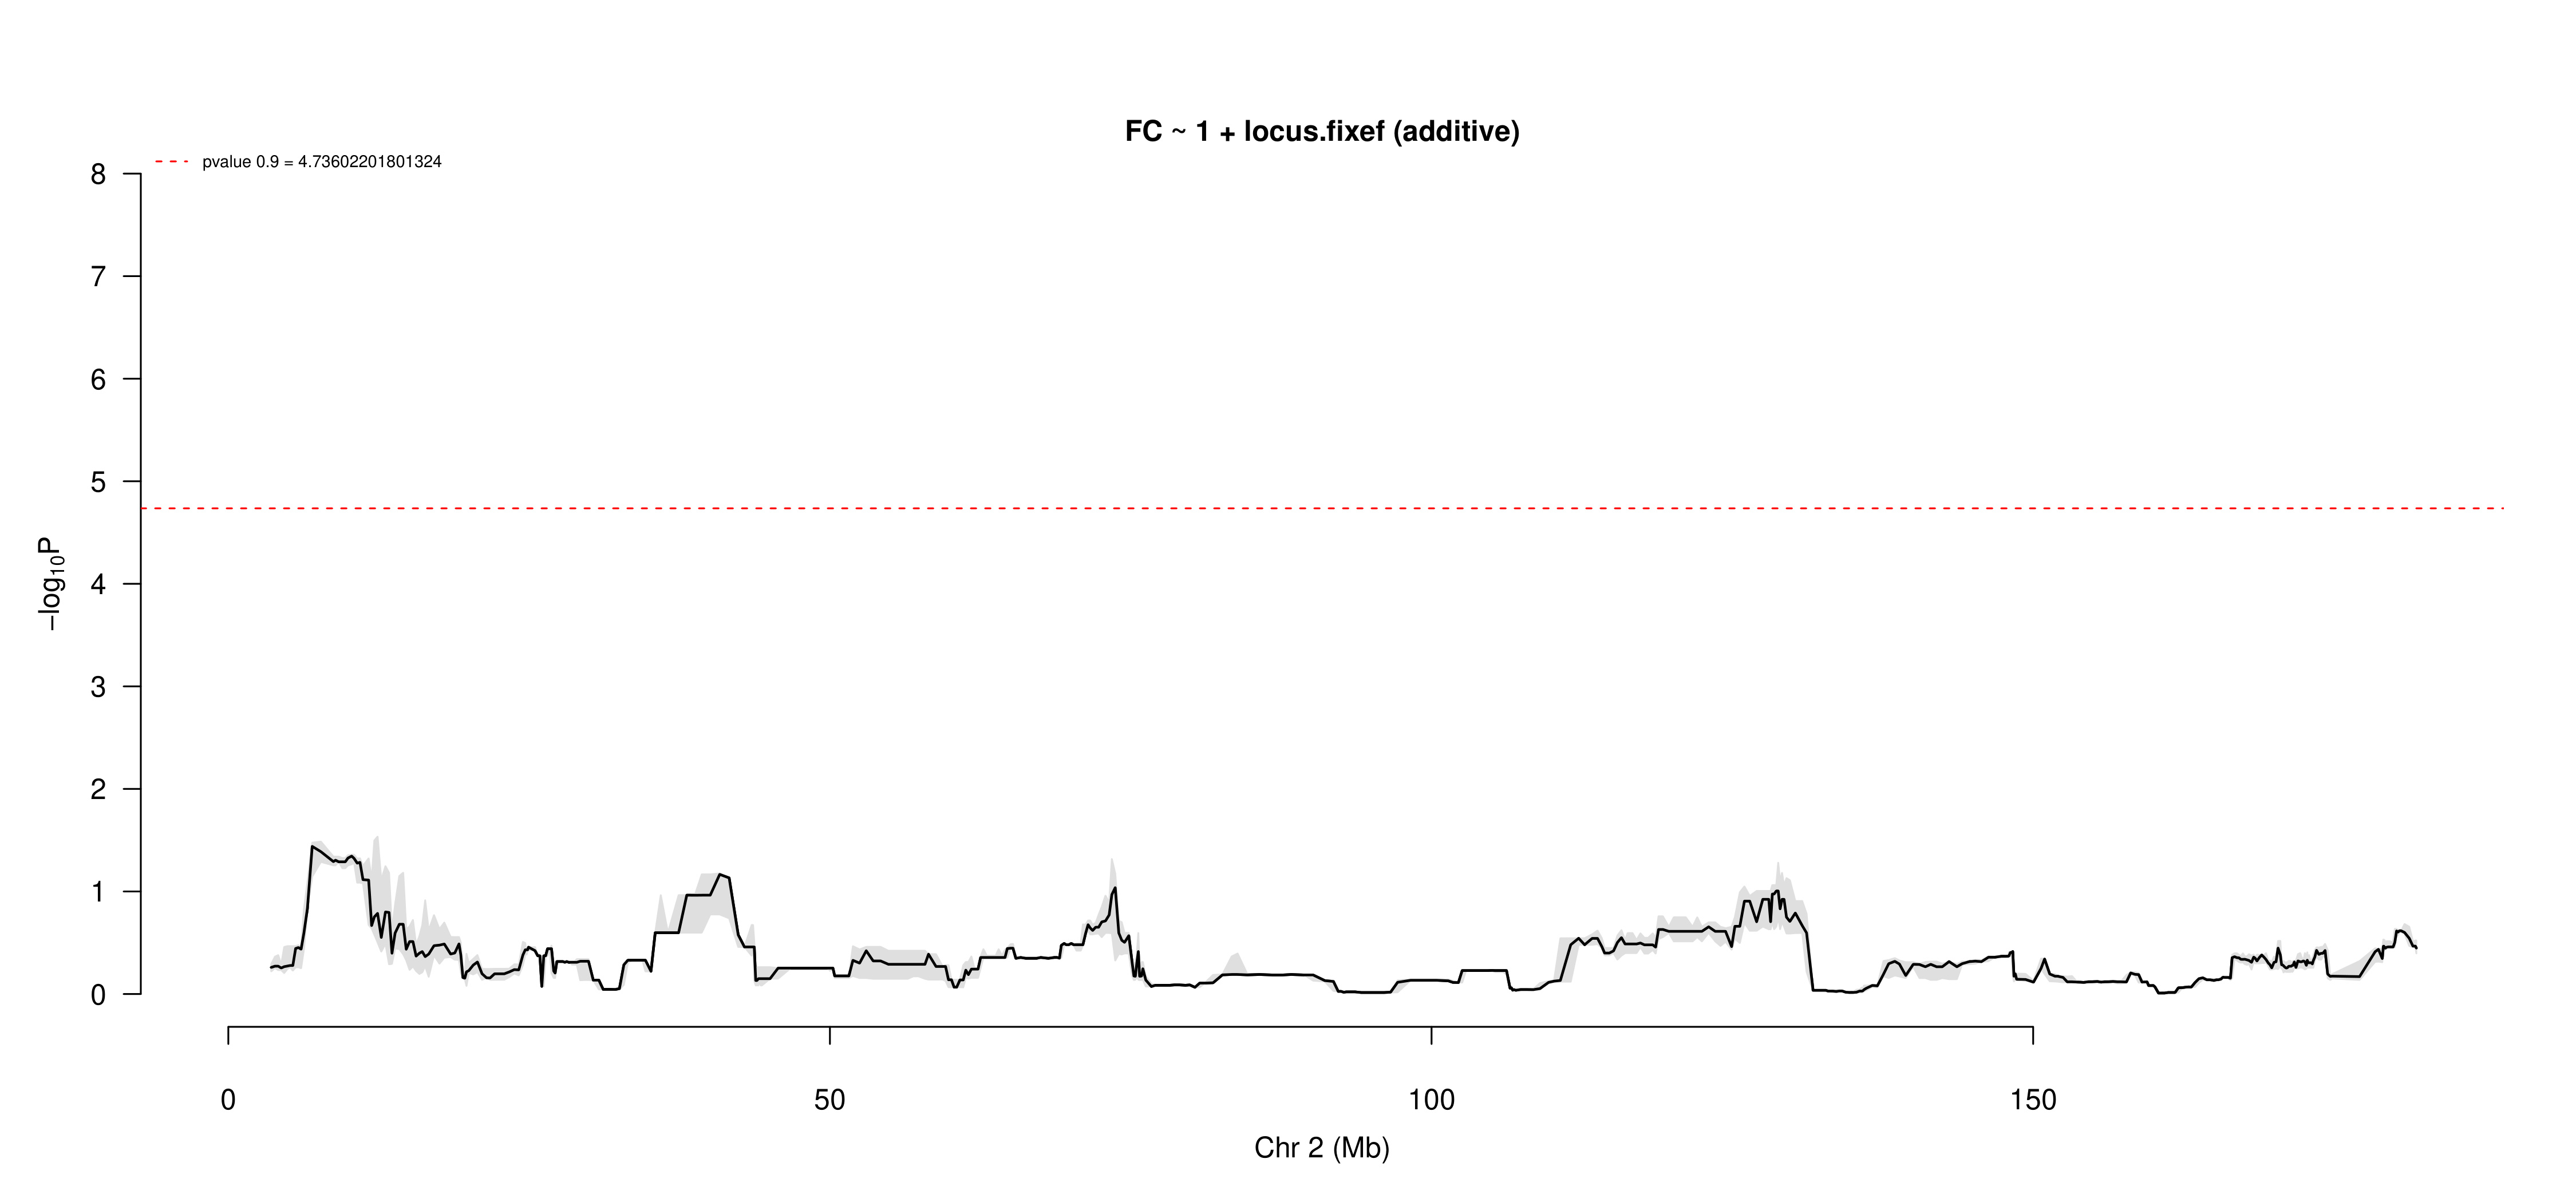 FC ~ 1 + locus.fixef (additive)
pvalue 0.9 = 4.73602201801324
8
7
6
5
4
3
2
1
0
−log10P
0 50 100 150
Chr 2 (Mb)